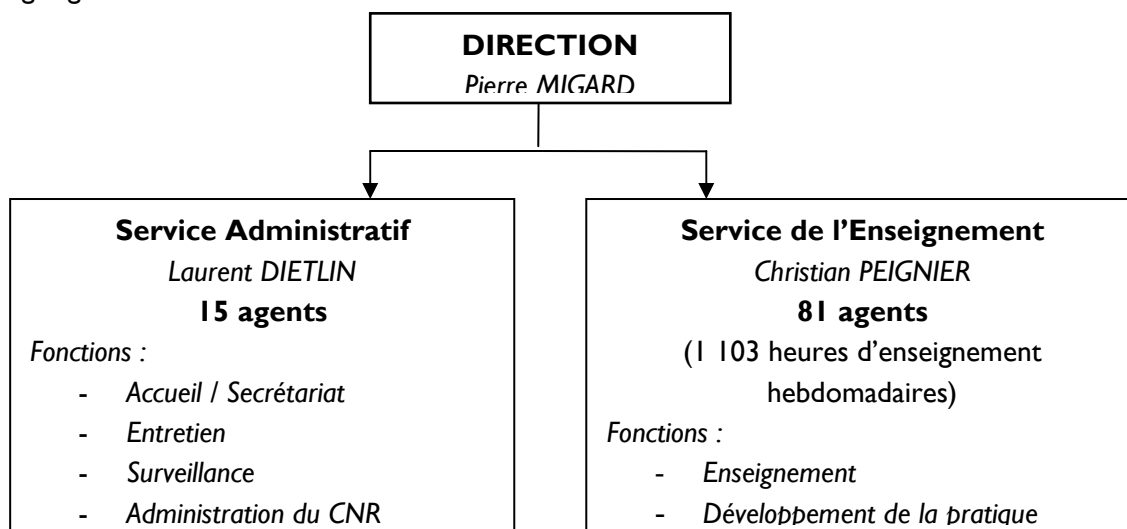 DIRECTION
Pierre MIGARD
Service Administratif
Laurent DIETLIN
15 agents
Fonctions :
- Accueil / Secrétariat
- Entretien
- Surveillance
- Administration du CNR
Service de l'Enseignement
Christian PEIGNIER
81 agents
(1 103 heures d'enseignement
hebdomadaires)
Fonctions :
- Enseignement
- Développement de la pratique